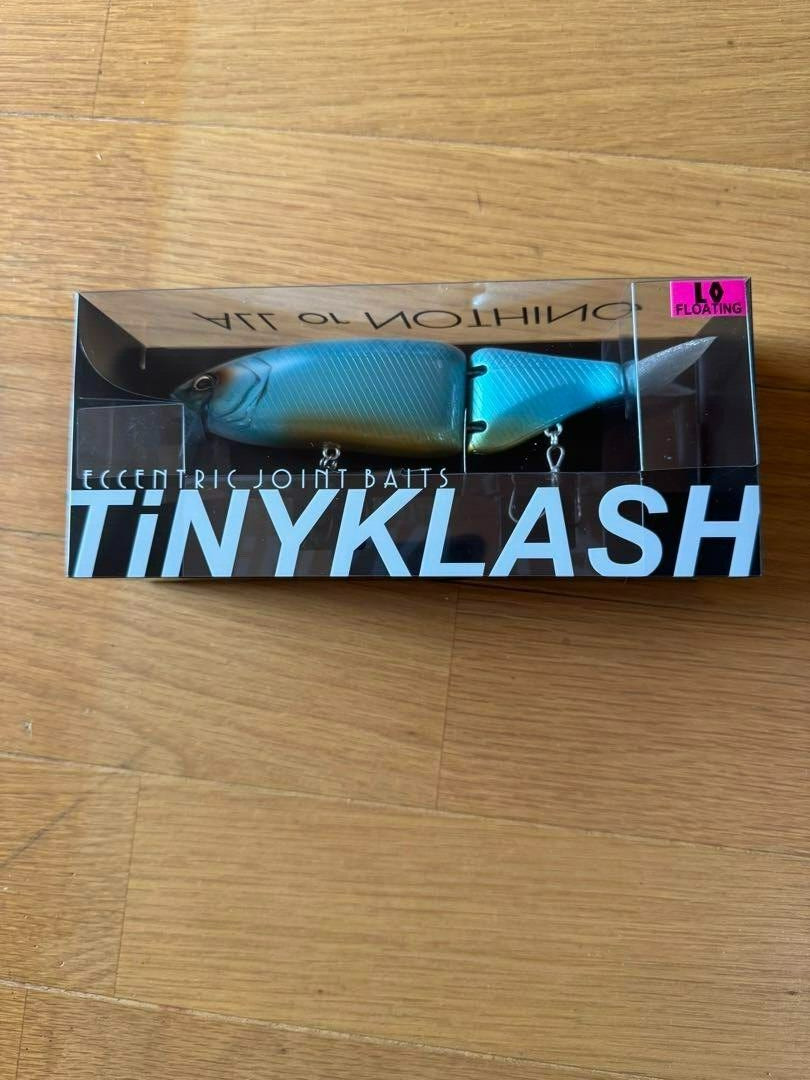 LO
FLOATING
ALL or NOTHING
ECCENTRIC JOINT BAITS
TiNYKLASH